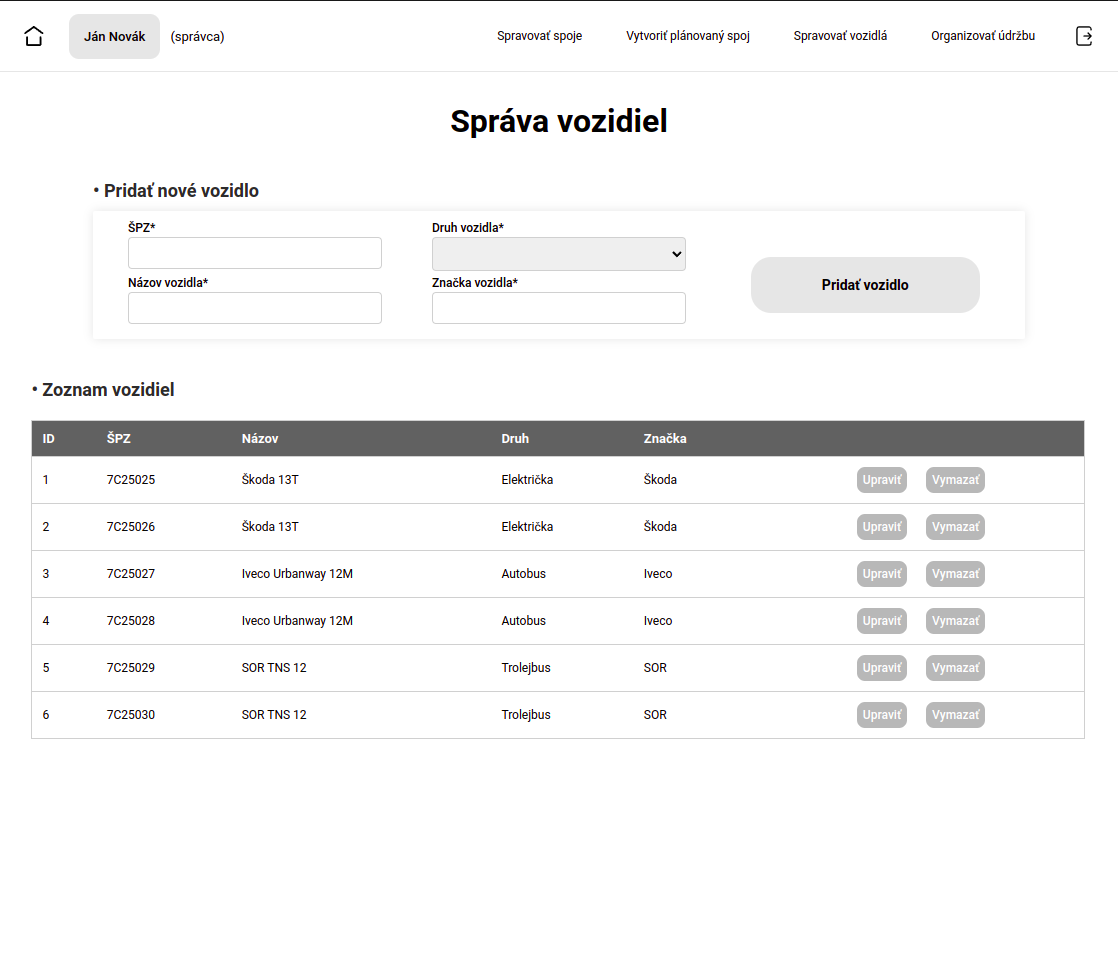 Ján Novák (správca) Spravovať spoje Vytvoriť plánovaný spoj Spravovať vozidlá Organizovať údržbu
Správa vozidiel
• Pridať nové vozidlo
ŠPZ* Druh vozidla*
Názov vozidla* Značka vozidla*
Pridať vozidlo
• Zoznam vozidiel
ID ŠPZ Názov Druh Značka
1 7C25025 Škoda 13T Električka Škoda Upraviť Vymazať
2 7C25026 Škoda 13T Električka Škoda Upraviť Vymazať
3 7C25027 Iveco Urbanway 12M Autobus Iveco Upraviť Vymazať
4 7C25028 Iveco Urbanway 12M Autobus Iveco Upraviť Vymazať
5 7C25029 SOR TNS 12 Trolejbus SOR Upraviť Vymazať
6 7C25030 SOR TNS 12 Trolejbus SOR Upraviť Vymazať